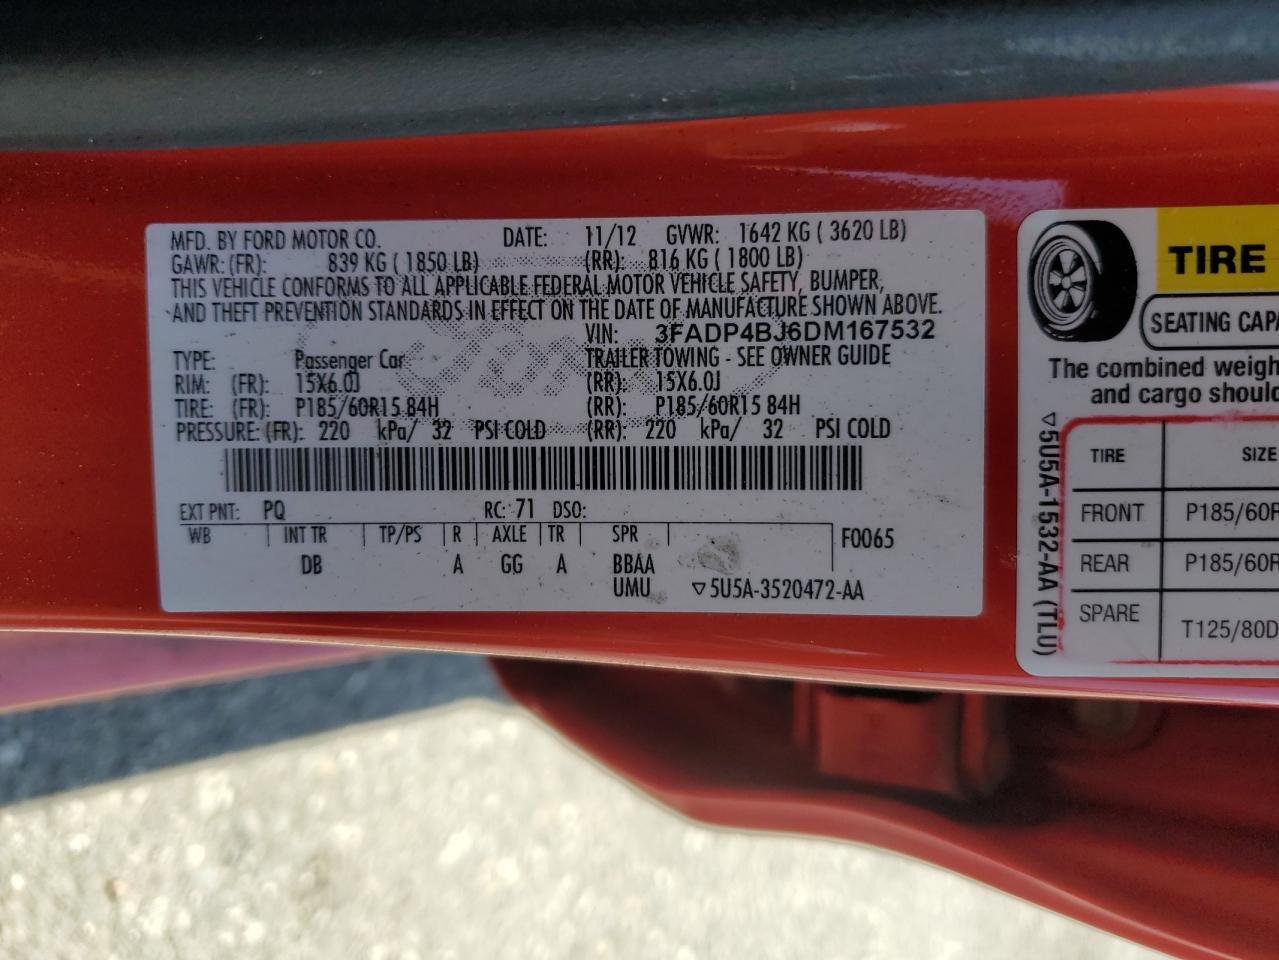 MFD. BY FORD MOTOR CO. DATE: 11/12 GVWR: 1642 KG ( 3620 LB)
GAWR: (FR): 839 KG ( 1850 LB) (RR): 816 KG ( 1800 LB)
THIS VEHICLE CONFORMS TO ALL APPLICABLE FEDERAL MOTOR VEHICLE SAFETY, BUMPER,
AND THEFT PREVENTION STANDARDS IN EFFECT ON THE DATE OF MANUFACTURE SHOWN ABOVE.
VIN: 3FADP4BJ6DM167532
TYPE: Passenger Car TRAILER TOWING - SEE OWNER GUIDE
RIM: (FR): 15X6.0J (RR): 15X6.0J
TIRE: (FR): P185/60R15 84H (RR): P185/60R15 84H
PRESSURE: (FR): 220 kPa/ 32 PSI COLD (RR): 220 kPa/ 32 PSI COLD
EXT PNT: PQ RC: 71 DSO:
WB INT TR TP/PS R AXLE TR SPR F0065
DB A GG A BBAA
UMU ▽5U5A-3520472-AA
TIRE
SEATING CAPA
The combined weigh
and cargo should
▽5U5A-1532-AA (TLU)
TIRE SIZE
FRONT P185/60R
REAR P185/60R
SPARE T125/80D